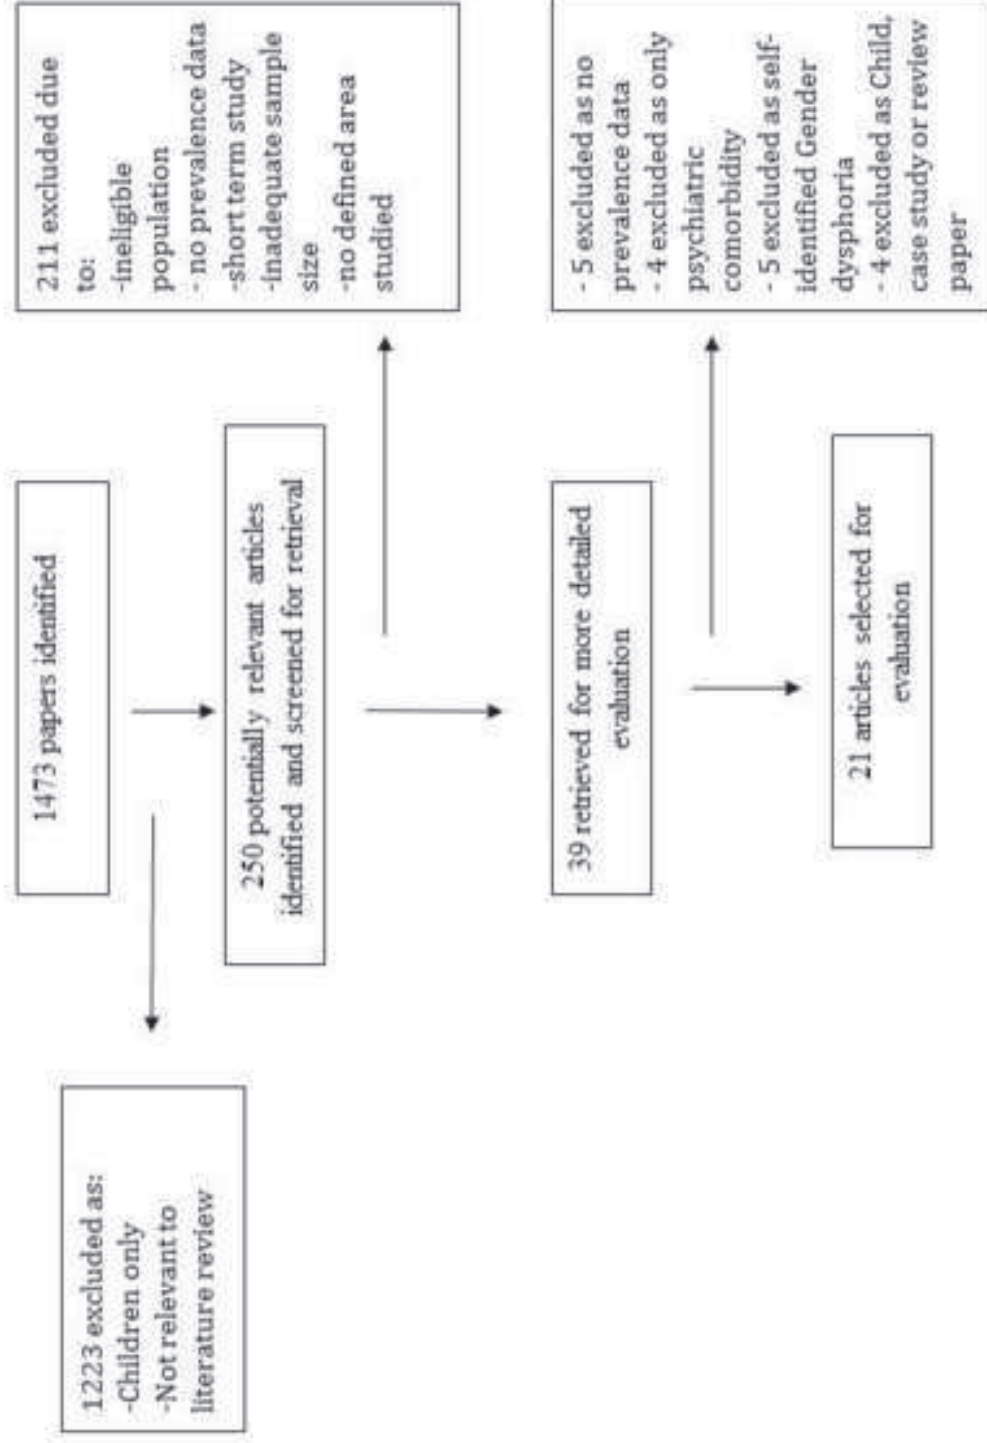 1473 papers identified
1223 excluded as:
-Children only
-Not relevant to
literature review
250 potentially relevant articles
identified and screened for retrieval
211 excluded due
to:
-ineligible
population
- no prevalence data
-short term study
-Inadequate sample
size
-no defined area
studied
39 retrieved for more detailed
evaluation
- 5 excluded as no
prevalence data
- 4 excluded as only
psychiatric
comorbidity
- 5 excluded as self-
identified Gender
dysphoria
- 4 excluded as Child,
case study or review
paper
21 articles selected for
evaluation